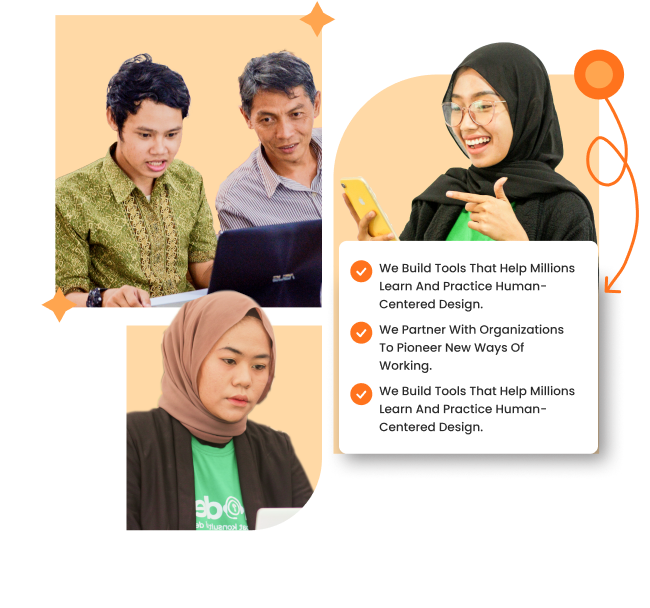 We Build Tools That Help Millions
Learn And Practice Human-
Centered Design.
We Partner With Organizations
To Pioneer New Ways Of
Working.
We Build Tools That Help Millions
Learn And Practice Human-
Centered Design.